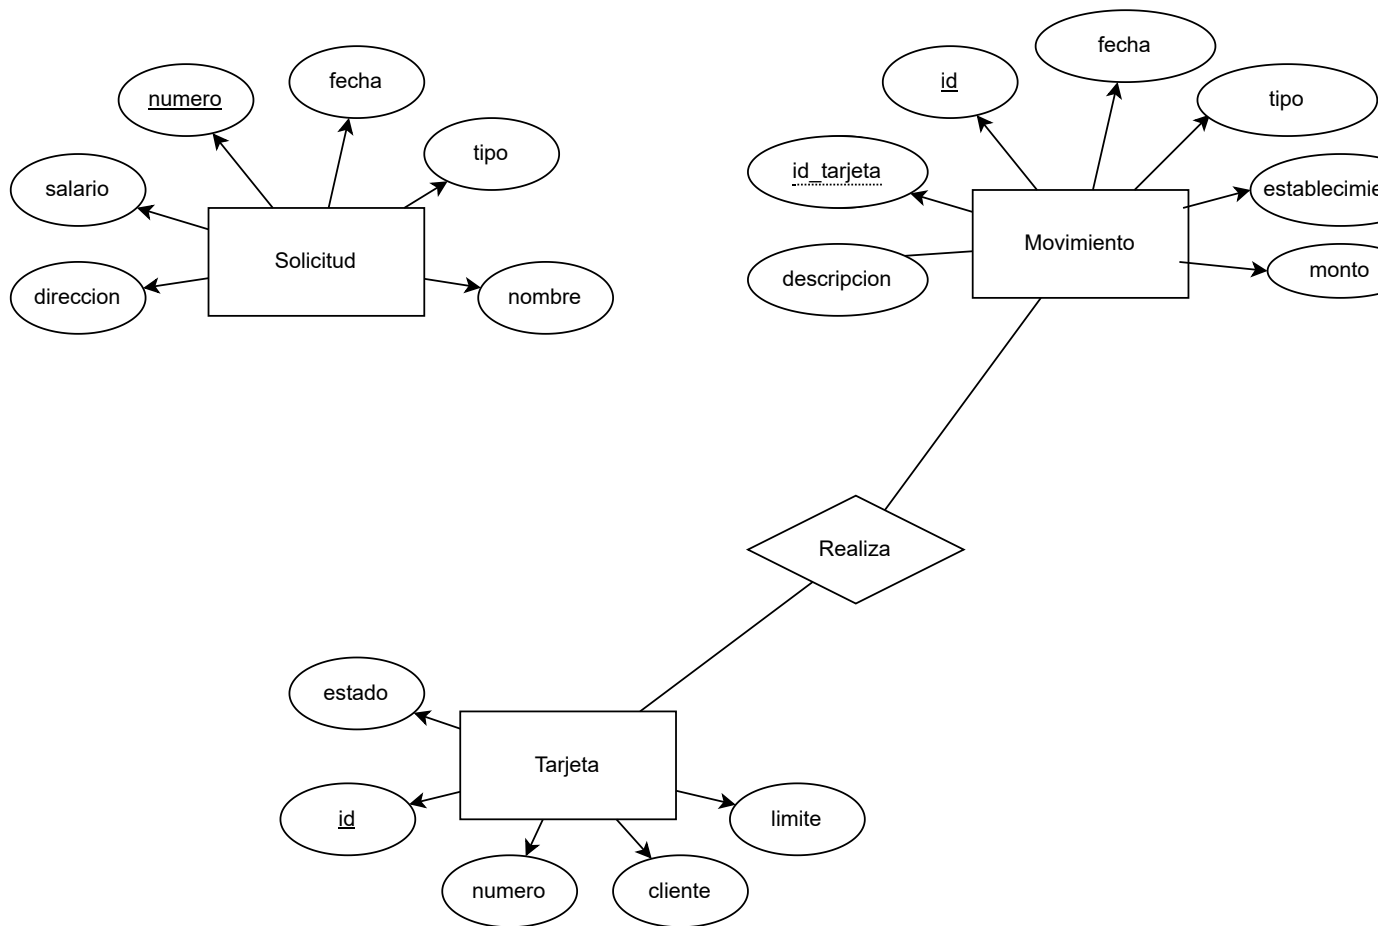 numero
fecha
tipo
salario
Solicitud
direccion
nombre
fecha
id
tipo
id_tarjeta
establecimie
Movimiento
descripcion
monto
Realiza
estado
Tarjeta
id
limite
numero
cliente